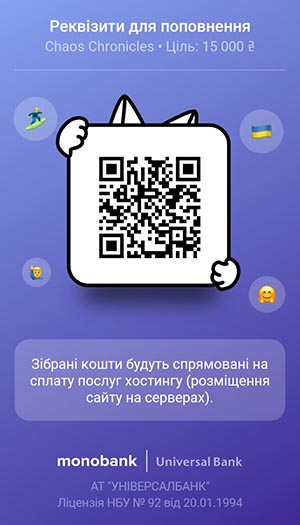 Реквізити для поповнення
Chaos Chronicles • Ціль: 15 000 ₴
Зібрані кошти будуть спрямовані на
сплату послуг хостингу (розміщення
сайту на серверах).
monobank | Universal Bank
АТ "УНІВЕРСАЛБАНК"
Ліцензія НБУ № 92 від 20.01.1994